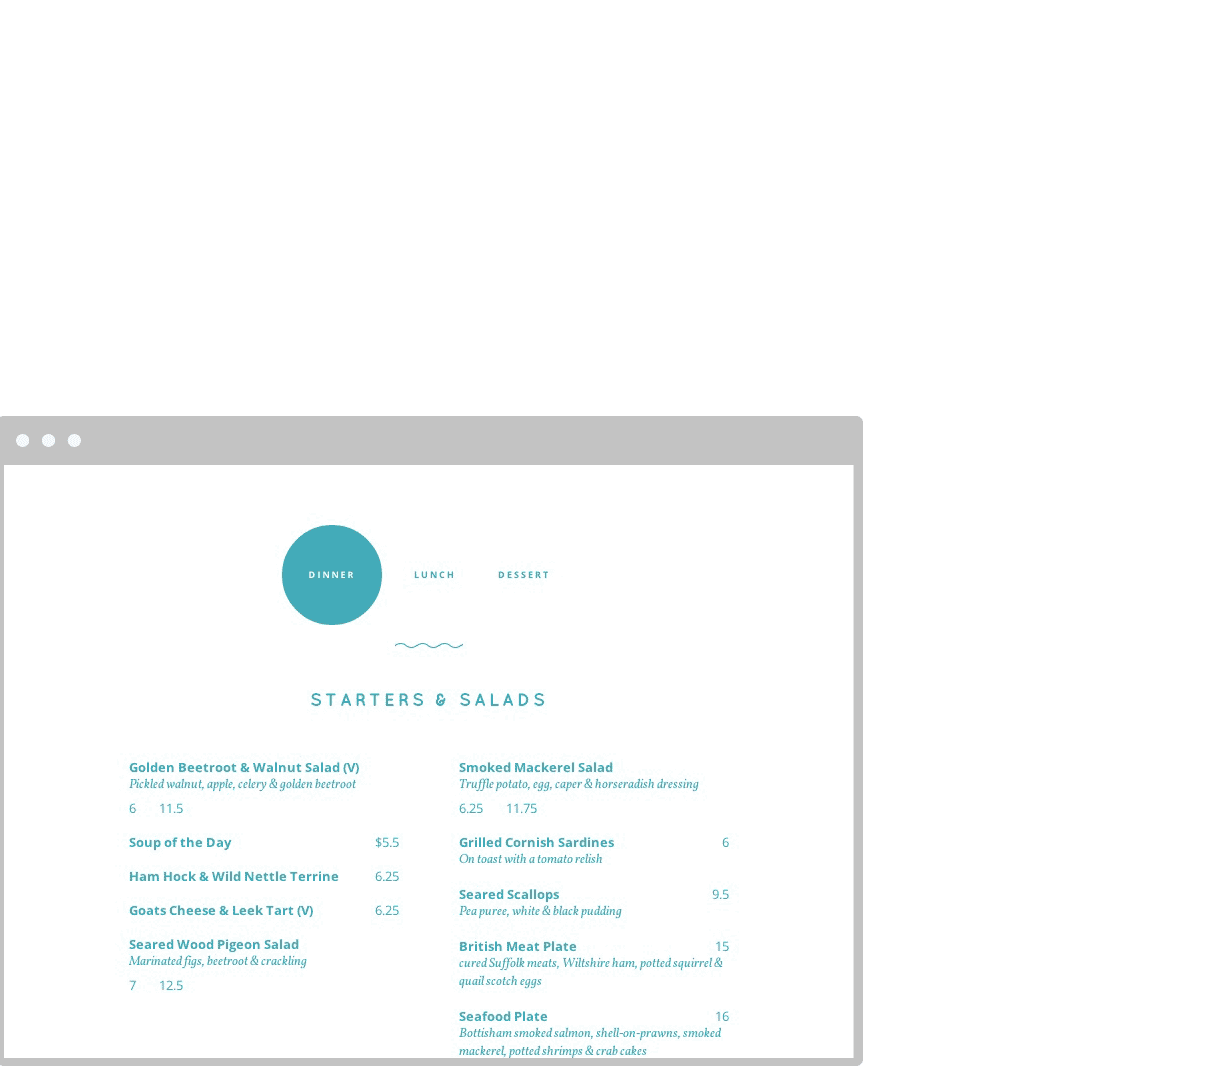 DINNER
LUNCH
DESSERT
STARTERS & SALADS
Golden Beetroot & Walnut Salad (V)
Pickled walnut, apple, celery & golden beetroot
6 11.5
Soup of the Day $5.5
Ham Hock & Wild Nettle Terrine 6.25
Goats Cheese & Leek Tart (V) 6.25
Seared Wood Pigeon Salad
Marinated figs, beetroot & crackling
7 12.5
Smoked Mackerel Salad
Truffle potato, egg, caper & horseradish dressing
6.25 11.75
Grilled Cornish Sardines 6
On toast with a tomato relish
Seared Scallops 9.5
Pea puree, white & black pudding
British Meat Plate 15
cured Suffolk meats, Wiltshire ham, potted squirrel &
quail scotch eggs
Seafood Plate 16
Bottisham smoked salmon, shell-on-prawns, smoked
mackerel, potted shrimps & crab cakes